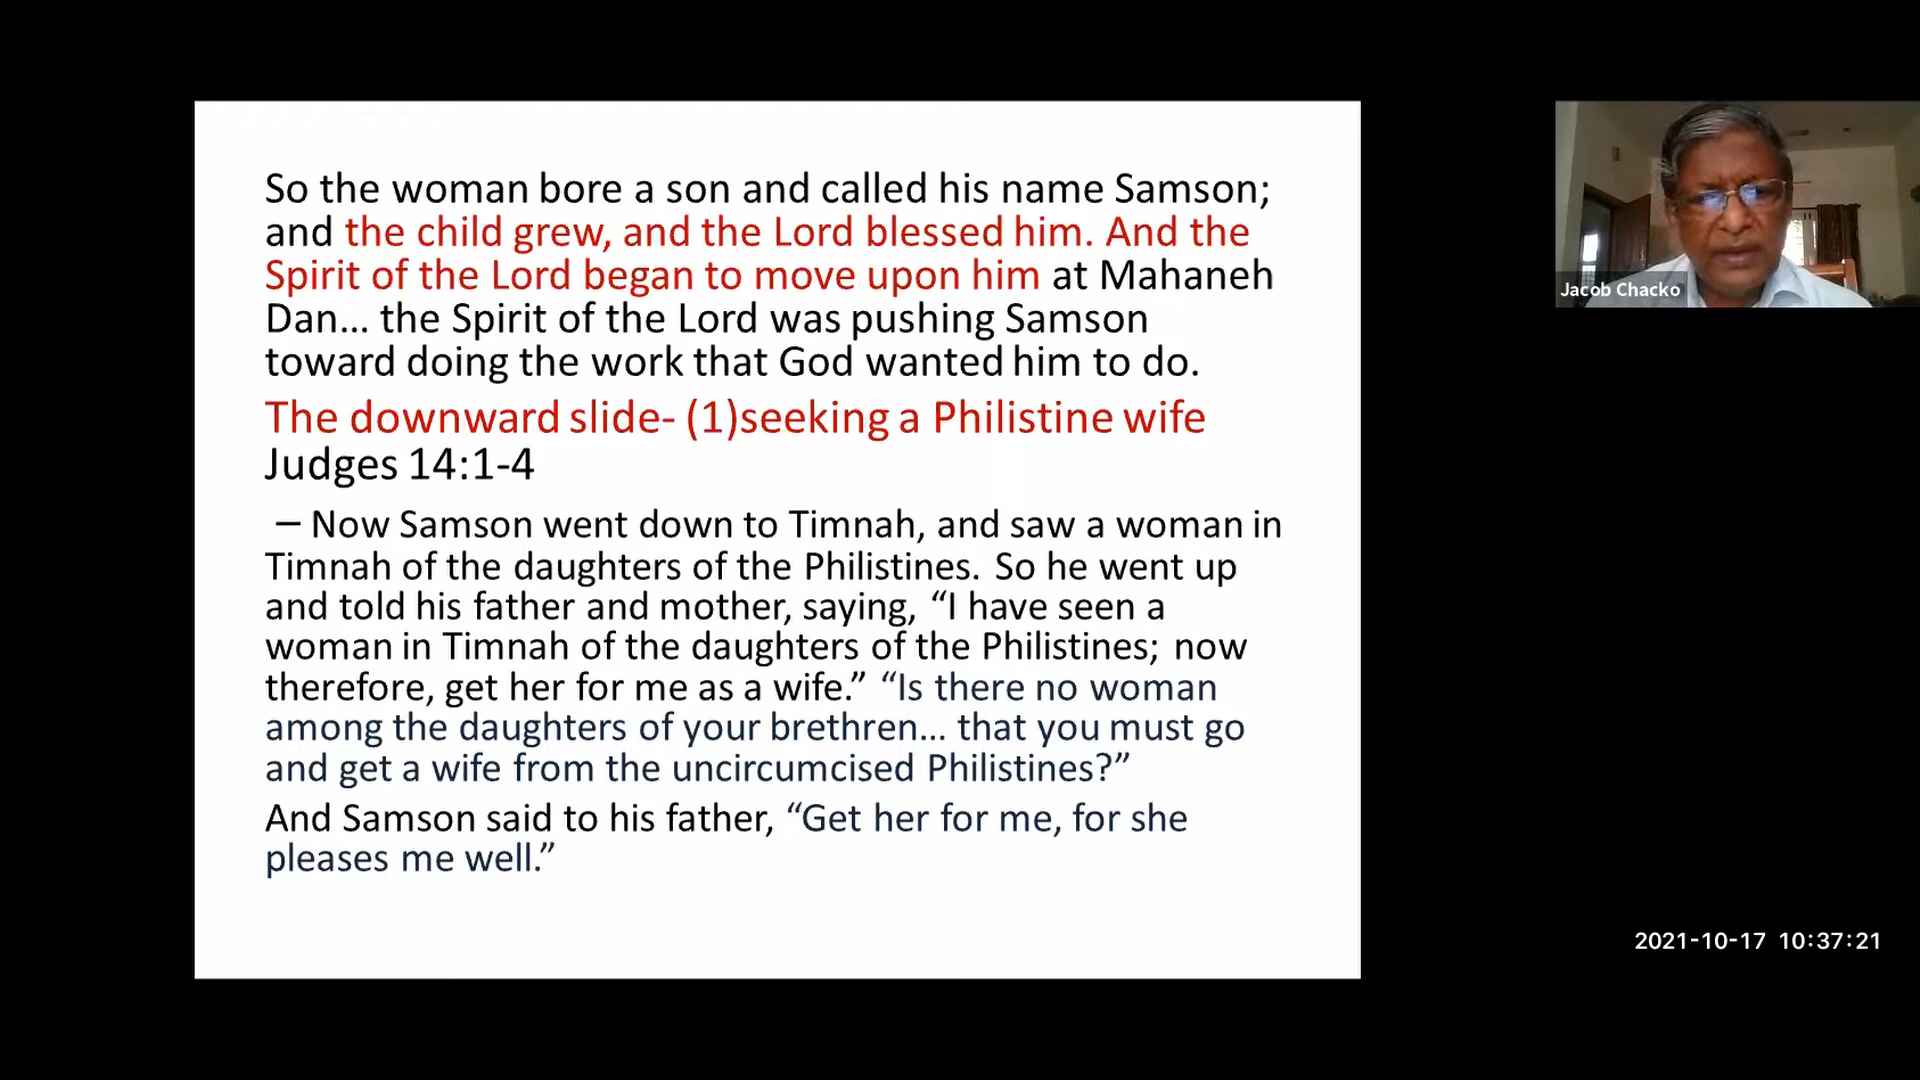 So the woman bore a son and called his name Samson;
and the child grew, and the Lord blessed him. And the
Spirit of the Lord began to move upon him at Mahaneh
Dan... the Spirit of the Lord was pushing Samson
toward doing the work that God wanted him to do.
The downward slide- (1)seeking a Philistine wife
Judges 14:1-4
– Now Samson went down to Timnah, and saw a woman in
Timnah of the daughters of the Philistines. So he went up
and told his father and mother, saying, “I have seen a
woman in Timnah of the daughters of the Philistines; now
therefore, get her for me as a wife.” “Is there no woman
among the daughters of your brethren... that you must go
and get a wife from the uncircumcised Philistines?”
And Samson said to his father, “Get her for me, for she
pleases me well.”
Jacob Chacko
2021-10-17 10:37:21